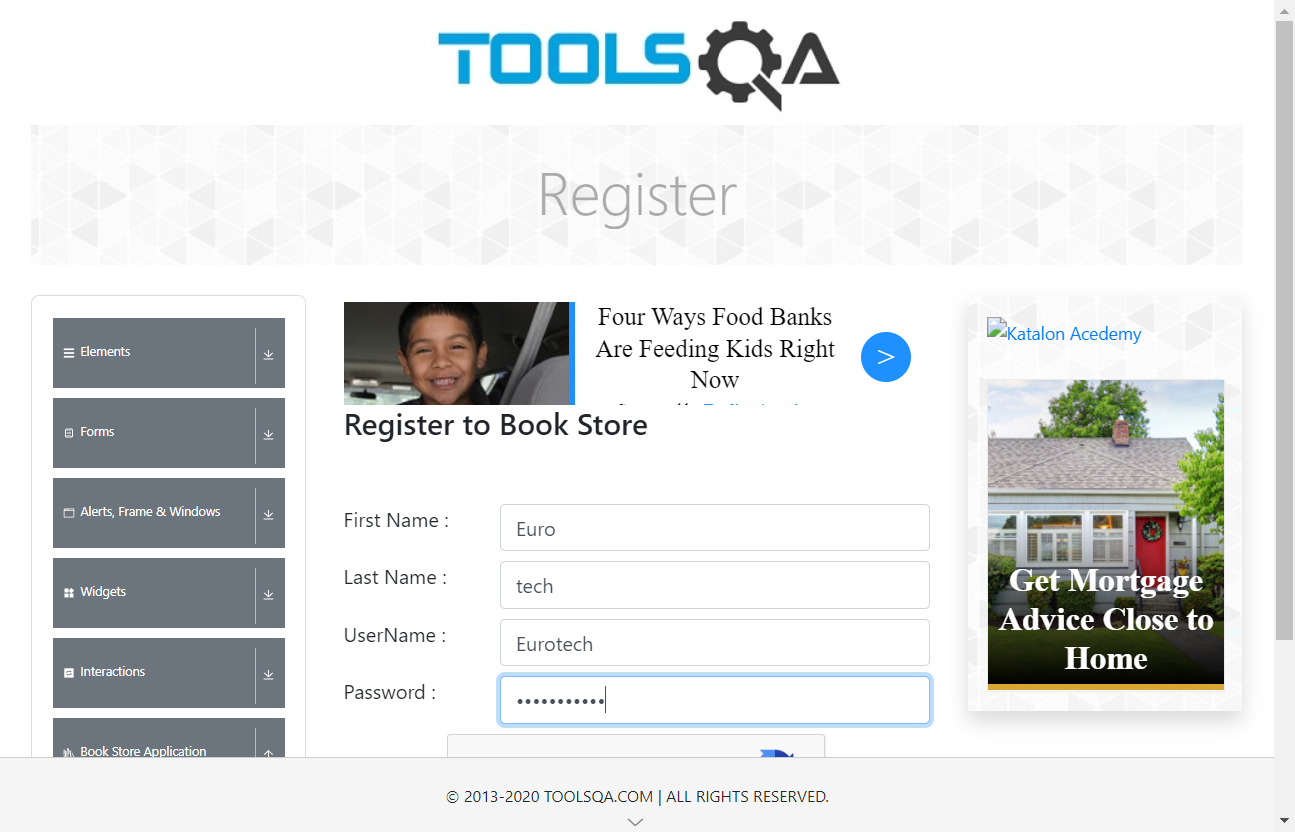 TOOLSQA
Register
Elements
Forms
Alerts, Frame & Windows
Widgets
Interactions
Book Store Application
Four Ways Food Banks
Are Feeding Kids Right
Now
>
Register to Book Store
First Name :
Euro
Last Name :
tech
UserName :
Eurotech
Password :
•••••••••••
Katalon Acedemy
Get Mortgage
Advice Close to
Home
© 2013-2020 TOOLSQA.COM | ALL RIGHTS RESERVED.